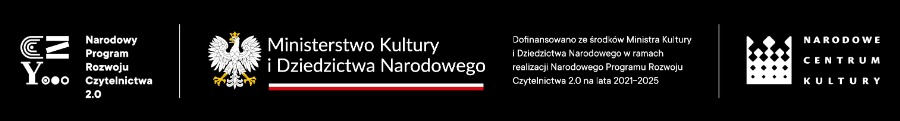 CZ
Y
Narodowy
Program
Rozwoju
Czytelnictwa
2.0
Ministerstwo Kultury
i Dziedzictwa Narodowego
Dofinansowano ze środków Ministra Kultury
i Dziedzictwa Narodowego w ramach
realizacji Narodowego Programu Rozwoju
Czytelnictwa 2.0 na lata 2021–2025
NARODOWE
CENTRUM
KULTURY